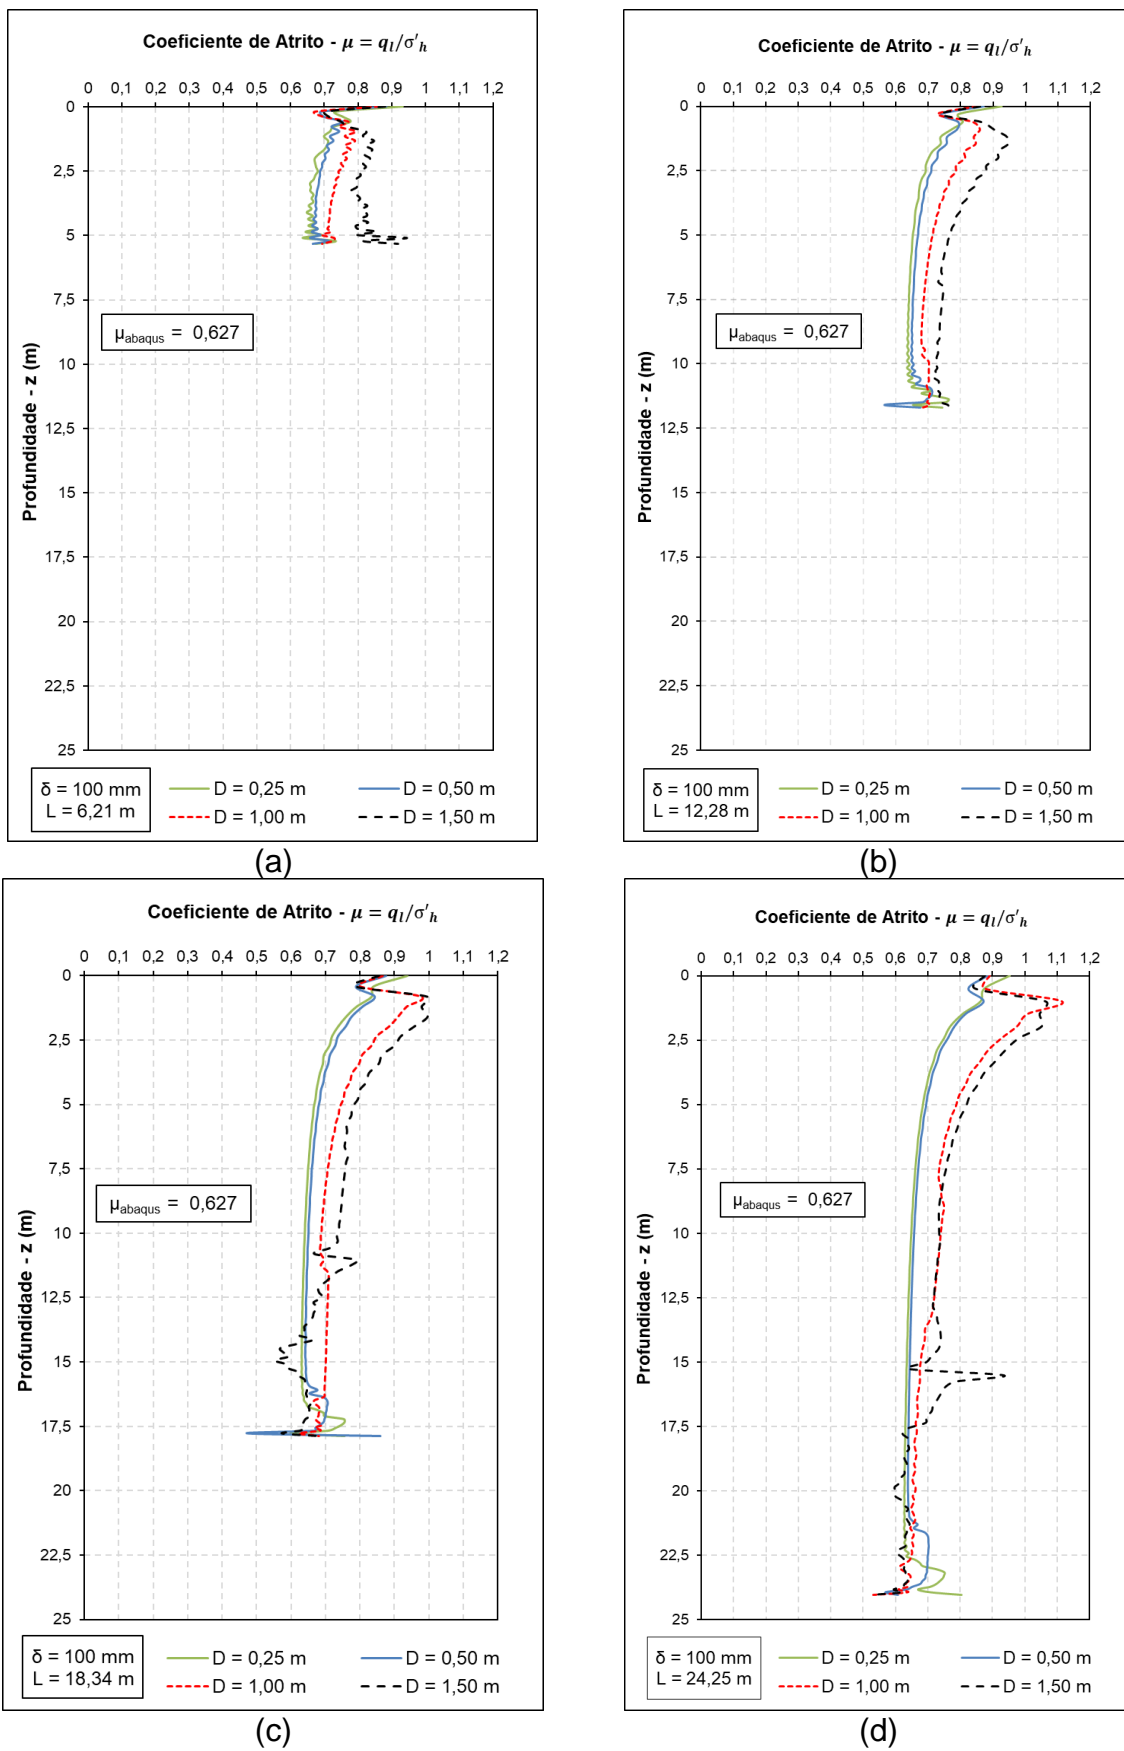 Coeficiente de Atrito - μ = qₗ/σ′ₕ
0 0,1 0,2 0,3 0,4 0,5 0,6 0,7 0,8 0,9 1 1,1 1,2
0
2,5
5
7,5
10
12,5
15
17,5
20
22,5
25
Profundidade - z (m)
μabaqus = 0,627
δ = 100 mm
L = 6,21 m
D = 0,25 m D = 0,50 m
D = 1,00 m D = 1,50 m
(a)
Coeficiente de Atrito - μ = qₗ/σ′ₕ
0 0,1 0,2 0,3 0,4 0,5 0,6 0,7 0,8 0,9 1 1,1 1,2
0
2,5
5
7,5
10
12,5
15
17,5
20
22,5
25
Profundidade - z (m)
μabaqus = 0,627
δ = 100 mm
L = 12,28 m
D = 0,25 m D = 0,50 m
D = 1,00 m D = 1,50 m
(b)
Coeficiente de Atrito - μ = qₗ/σ′ₕ
0 0,1 0,2 0,3 0,4 0,5 0,6 0,7 0,8 0,9 1 1,1 1,2
0
2,5
5
7,5
10
12,5
15
17,5
20
22,5
25
Profundidade - z (m)
μabaqus = 0,627
δ = 100 mm
L = 18,34 m
D = 0,25 m D = 0,50 m
D = 1,00 m D = 1,50 m
(c)
Coeficiente de Atrito - μ = qₗ/σ′ₕ
0 0,1 0,2 0,3 0,4 0,5 0,6 0,7 0,8 0,9 1 1,1 1,2
0
2,5
5
7,5
10
12,5
15
17,5
20
22,5
25
Profundidade - z (m)
μabaqus = 0,627
δ = 100 mm
L = 24,25 m
D = 0,25 m D = 0,50 m
D = 1,00 m D = 1,50 m
(d)